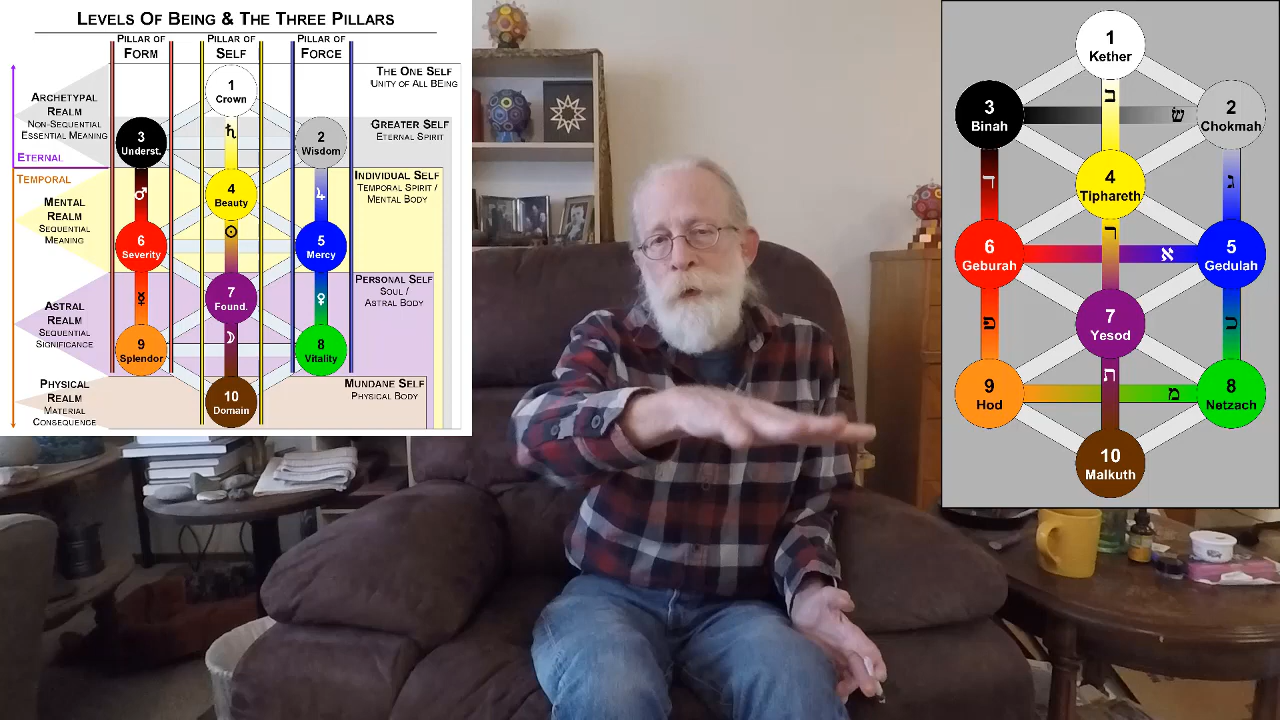 LEVELS OF BEING & THE THREE PILLARS
PILLAR OF
FORM
PILLAR OF
SELF
PILLAR OF
FORCE
ARCHETYPAL
REALM
NON-SEQUENTIAL
ESSENTIAL MEANING
ETERNAL
TEMPORAL
MENTAL
REALM
SEQUENTIAL
MEANING
ASTRAL
REALM
SEQUENTIAL
SIGNIFICANCE
PHYSICAL
REALM
MATERIAL
CONSEQUENCE
1
Crown
♄
3
Underst.
2
Wisdom
♂
4
Beauty
♃
☉
6
Severity
5
Mercy
☿
7
Found.
♀
☽
9
Splendor
8
Vitality
10
Domain
THE ONE SELF
UNITY OF ALL BEING
GREATER SELF
ETERNAL SPIRIT
INDIVIDUAL SELF
TEMPORAL SPIRIT /
MENTAL BODY
PERSONAL SELF
SOUL /
ASTRAL BODY
MUNDANE SELF
PHYSICAL BODY
1
Kether
ב
3
Binah
ש
2
Chokmah
ד
4
Tiphareth
ג
ר
6
Geburah
א
5
Gedulah
פ
7
Yesod
כ
ת
9
Hod
מ
8
Netzach
10
Malkuth